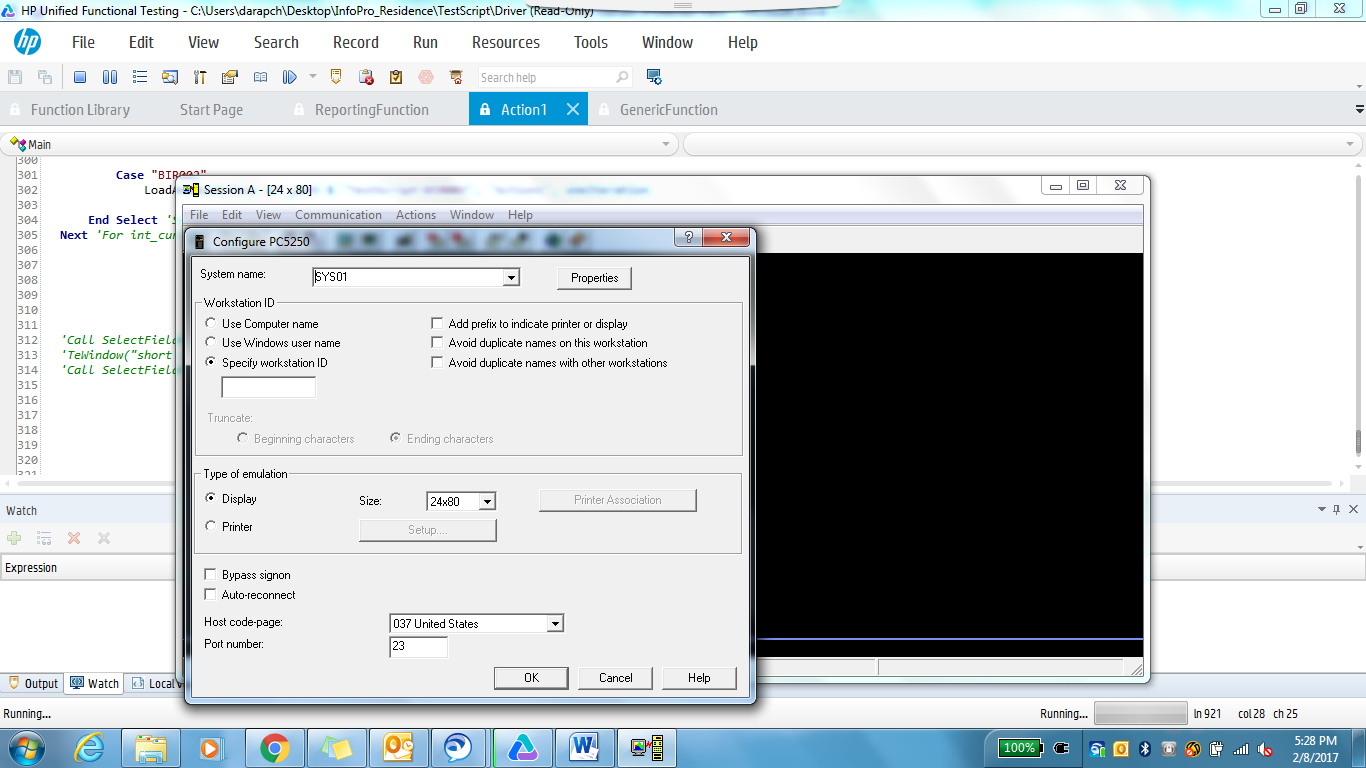 HP Unified Functional Testing - C:\Users\darapch\Desktop\InfoPro_Residence\TestScript\Driver (Read-Only)
hp File Edit View Search Record Run Resources Tools Window Help
Search help
Function Library Start Page ReportingFunction Action1 GenericFunction
Main
300
301 Case "BIR002"
302
303
304 End Select
305 Next 'For
306
307
308
309
310
311
312 'Call
313 'TeWindow("short
314 'Call
315
316
317
318
319
320
321
Session A - [24 x 80]
File Edit View Communication Actions Window Help
Configure PC5250
System name: SYS01 Properties
Workstation ID
Use Computer name Add prefix to indicate printer or display
Use Windows user name Avoid duplicate names on this workstation
Specify workstation ID Avoid duplicate names with other workstations
Truncate:
Beginning characters Ending characters
Type of emulation
Display Size: 24x80 Printer Association
Printer Setup....
Bypass signon
Auto-reconnect
Host code-page: 037 United States
Port number: 23
OK Cancel Help
Watch
Expression
Output Watch
Running... Running... ln 921 col 28 ch 25
100% 5:28 PM
2/8/2017